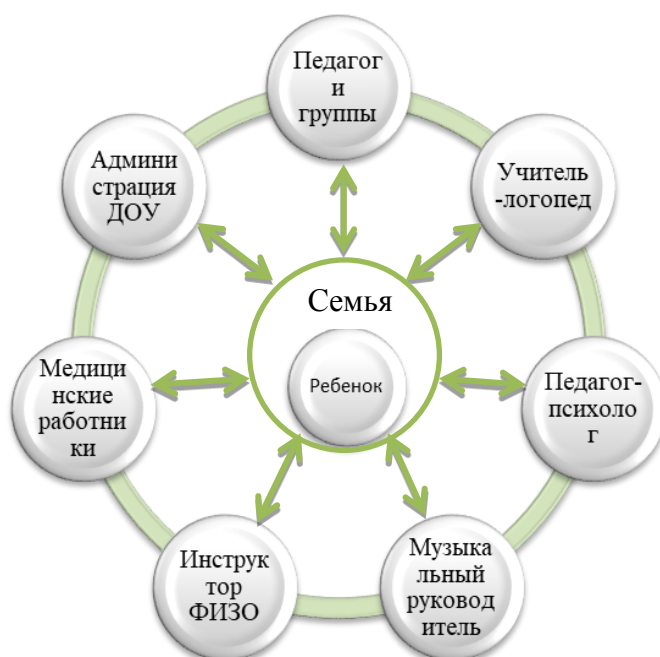 Педагог
и
группы
Учитель
-логопед
Педагог-
психоло
г
Музыка
льный
руковод
итель
Инструк
тор
ФИЗО
Медици
нские
работни
ки
Админи
страция
ДОУ
Семья
Ребенок